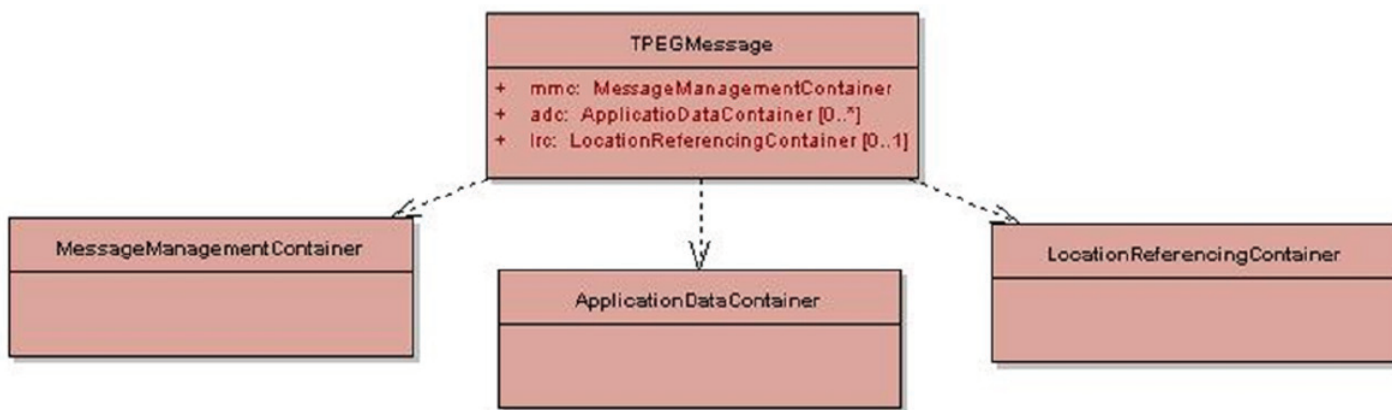 TPEGMessage
+ mmc: MessageManagementContainer
+ adc: ApplicatioDataContainer [0..*]
+ lrc: LocationReferencingContainer [0..1]
MessageManagementContainer
ApplicationDataContainer
LocationReferencingContainer